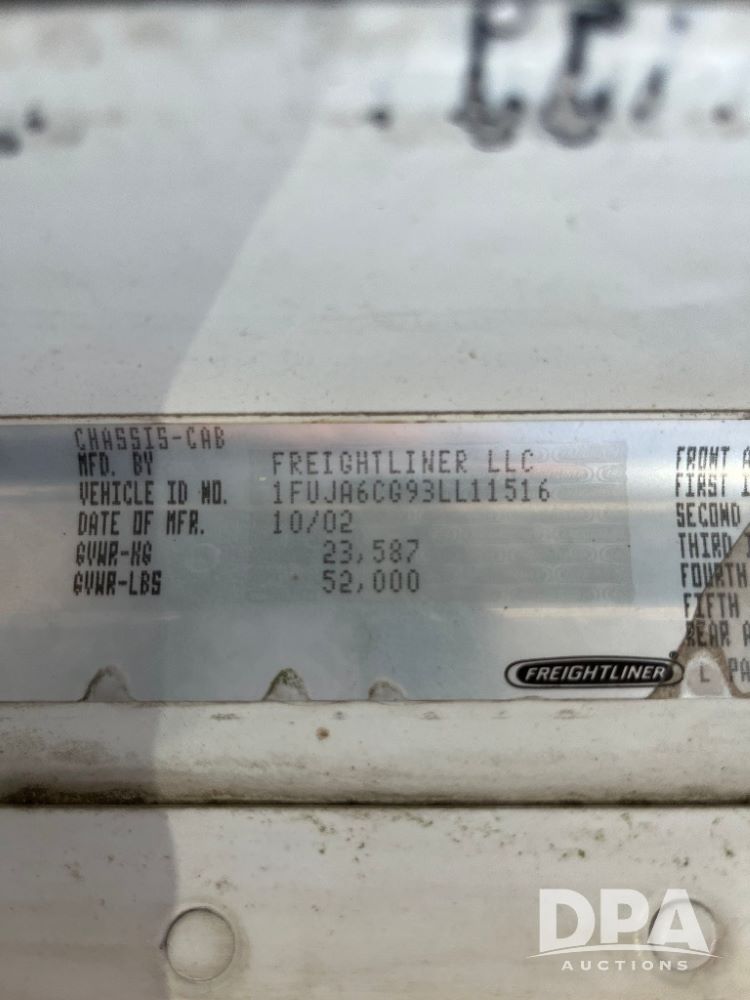 CHASSIS-CAB
MFD. BY FREIGHTLINER LLC
VEHICLE ID NO. 1FUJA6CG93LL11516
DATE OF MFR. 10/02
GVWR-KG 23,587
GVWR-LBS 52,000
FRONT
FIRST
SECOND
THIRD
FOURTH
FIFTH
REAR
FREIGHTLINER
L
DPA
AUCTIONS